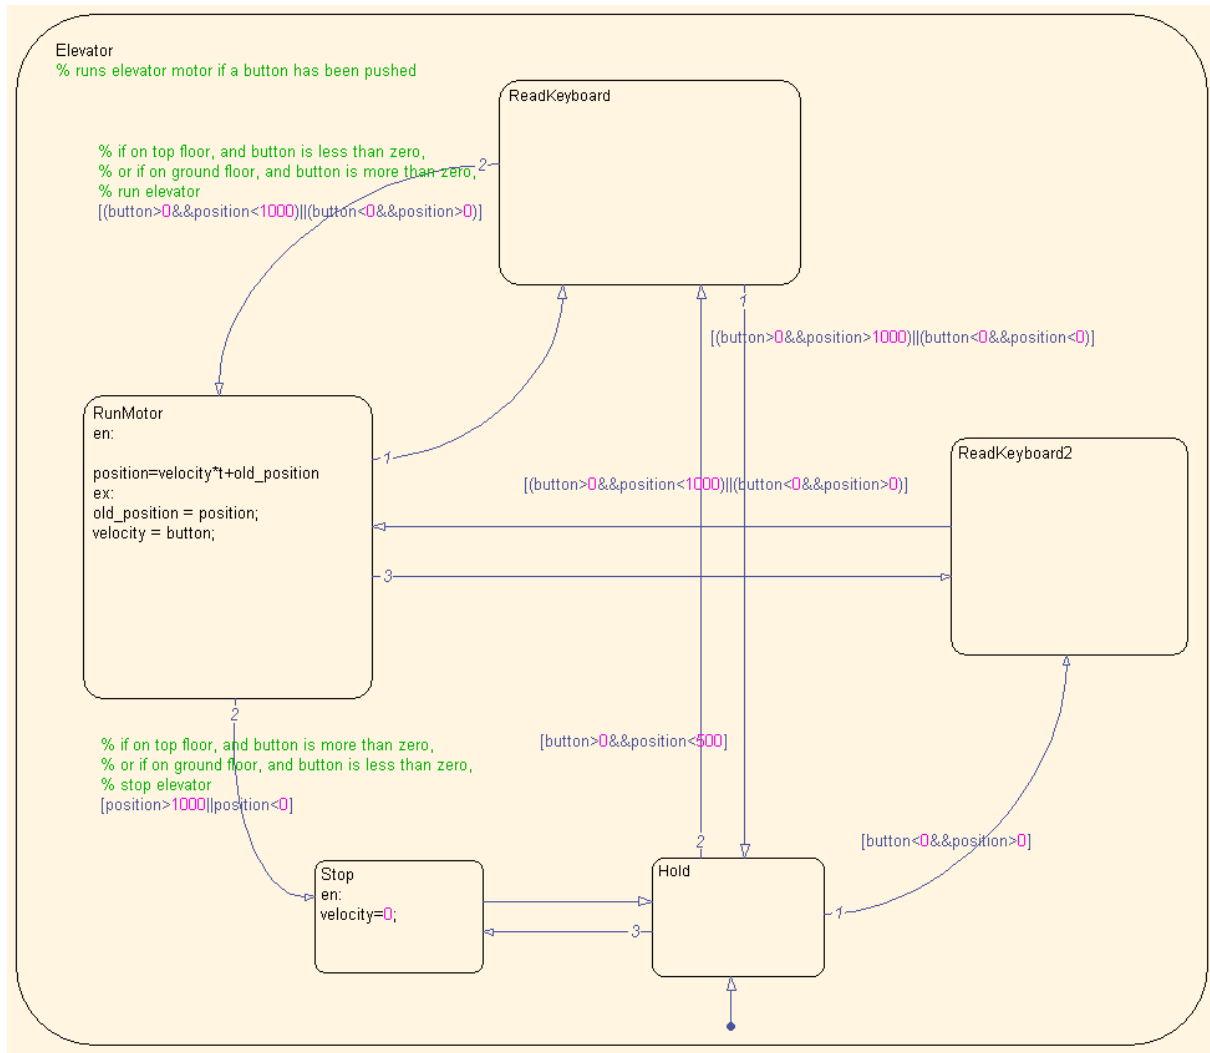 Elevator
% runs elevator motor if a button has been pushed
ReadKeyboard
% if on top floor, and button is less than zero,
% or if on ground floor, and button is more than zero,
% run elevator
[(button>0&&position<1000)||(button<0&&position>0)]
2
1
[(button>0&&position>1000)||(button<0&&position<0)]
RunMotor
en:
position=velocity*t+old_position
ex:
old_position = position;
velocity = button;
1
ReadKeyboard2
[(button>0&&position<1000)||(button<0&&position>0)]
3
2
% if on top floor, and button is more than zero,
% or if on ground floor, and button is less than zero,
% stop elevator
[position>1000||position<0]
[button>0&&position<500]
2
[button<0&&position>0]
Stop
en:
velocity=0;
Hold
1
3